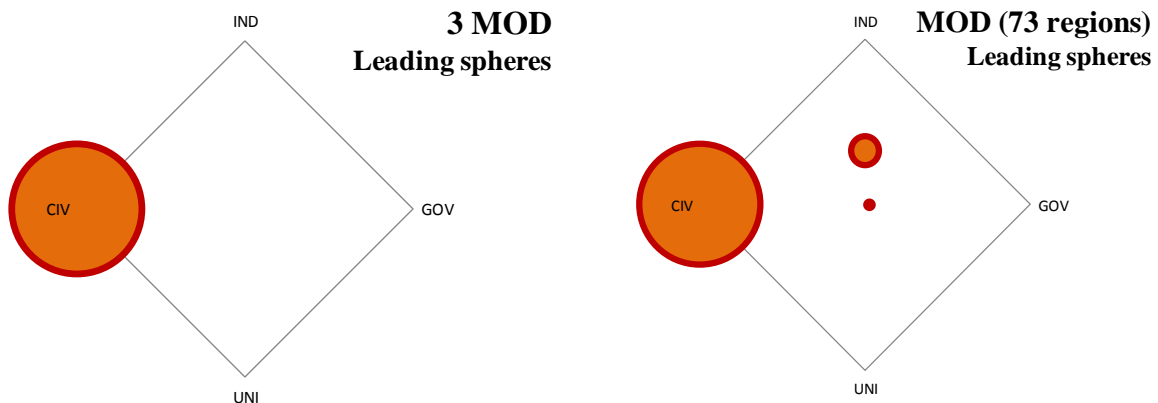 IND
3 MOD
Leading spheres
CIV
GOV
UNI
IND
MOD (73 regions)
Leading spheres
CIV
GOV
UNI